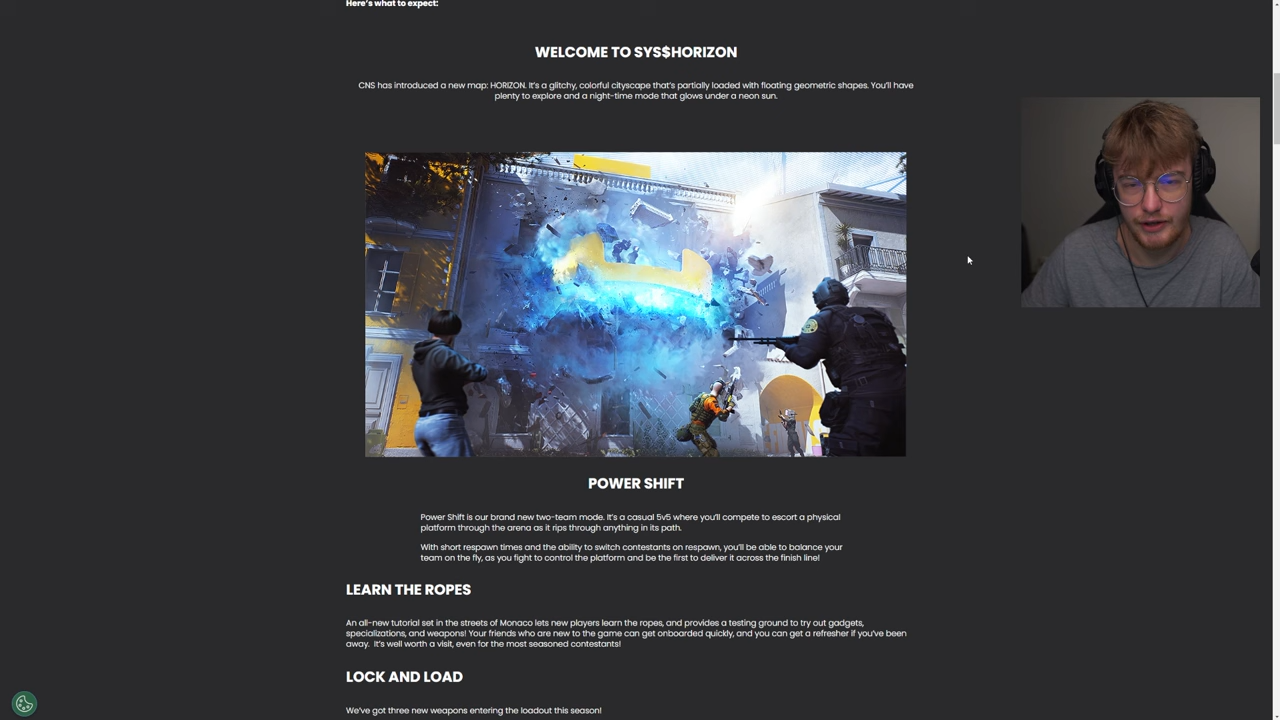 Here's what to expect:
WELCOME TO SYS$HORIZON
CNS has introduced a new map: HORIZON. It's a glitchy, colorful cityscape that's partially loaded with floating geometric shapes. You'll have
plenty to explore and a night-time mode that glows under a neon sun.
POWER SHIFT
Power Shift is our brand new two-team mode. It's a casual 5v5 where you'll compete to escort a physical
platform through the arena as it rips through anything in its path.
With short respawn times and the ability to switch contestants on respawn, you'll be able to balance your
team on the fly, as you fight to control the platform and be the first to deliver it across the finish line!
LEARN THE ROPES
An all-new tutorial set in the streets of Monaco lets new players learn the ropes, and provides a testing ground to try out gadgets,
specializations, and weapons! Your friends who are new to the game can get onboarded quickly, and you can get a refresher if you've been
away. It's well worth a visit, even for the most seasoned contestants!
LOCK AND LOAD
We've got three new weapons entering the loadout this season!